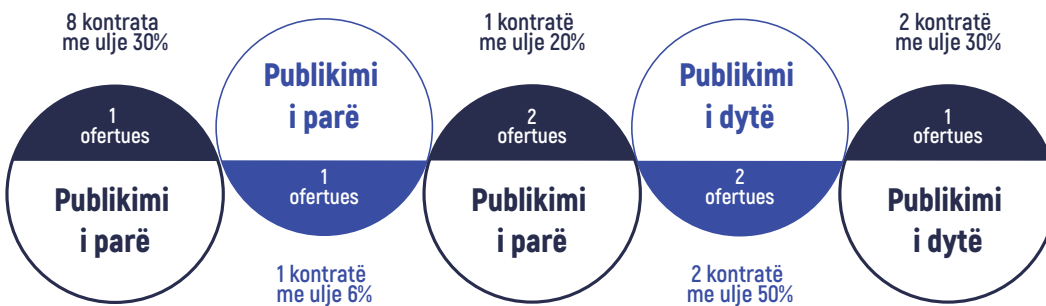 8 kontrata
me ulje 30%
1
ofertues
Publikimi
i parë
Publikimi
i parë
1
ofertues
1 kontratë
me ulje 6%
1 kontratë
me ulje 20%
2
ofertues
Publikimi
i parë
Publikimi
i dytë
2
ofertues
2 kontratë
me ulje 50%
2 kontratë
me ulje 30%
1
ofertues
Publikimi
i dytë